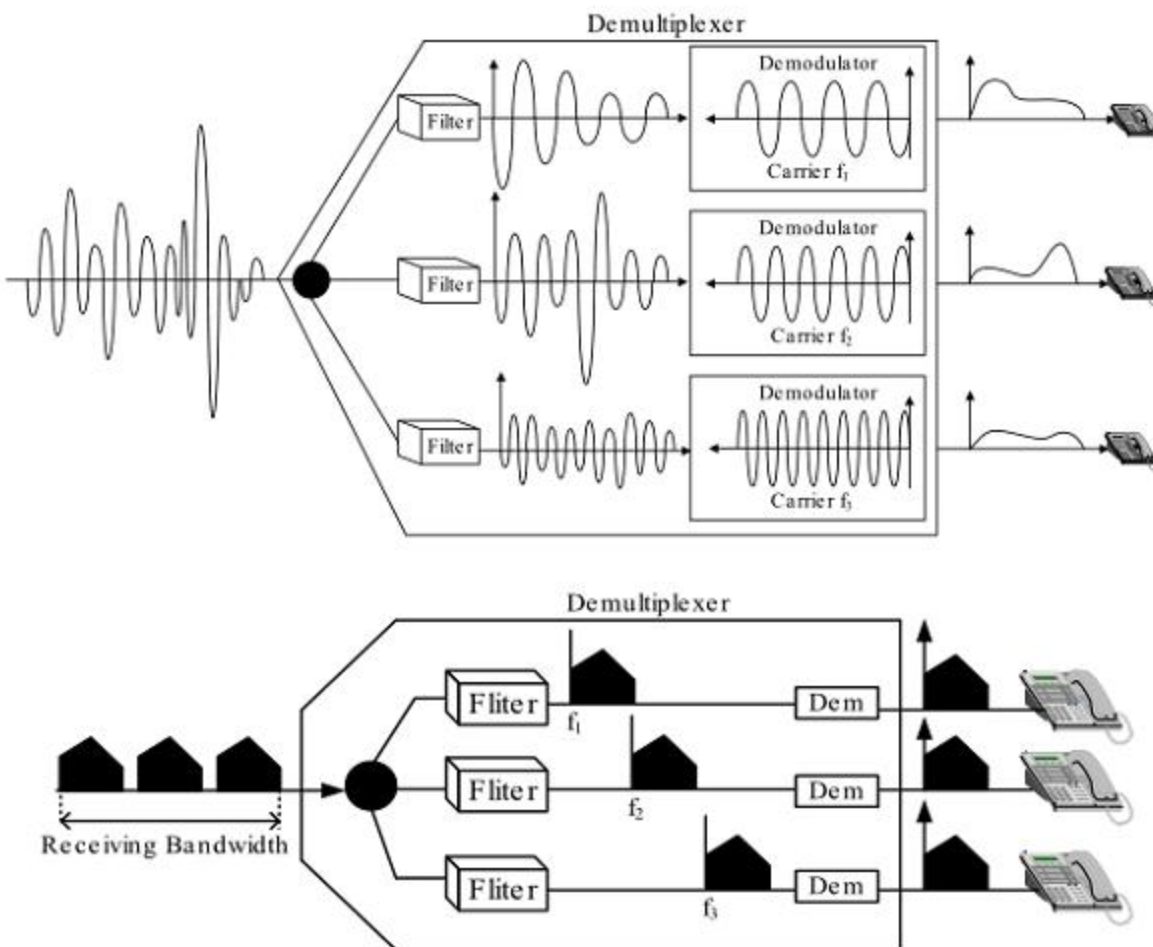 Demultiplexer
Demodulator
Filter
Carrier f₁
Demodulator
Filter
Carrier f₂
Demodulator
Filter
Carrier f₃
Demultiplexer
Fliter
f₁
Dem
Fliter
f₂
Dem
Receiving Bandwidth
Fliter
f₃
Dem